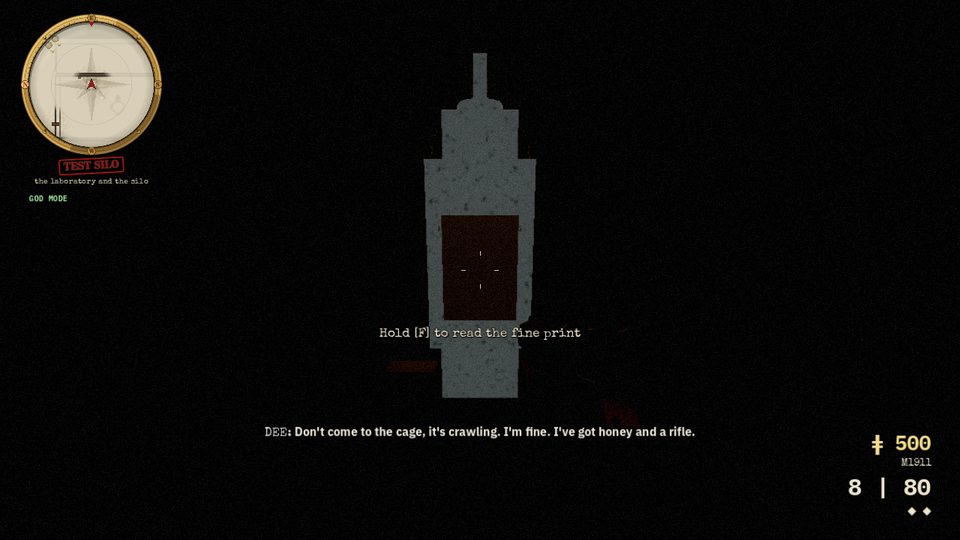 TEST SILO
the laboratory and the silo
GOD MODE
Hold [F] to read the fine print
DEE: Don't come to the cage, it's crawling. I'm fine. I've got honey and a rifle.
500
M1911
8 | 80